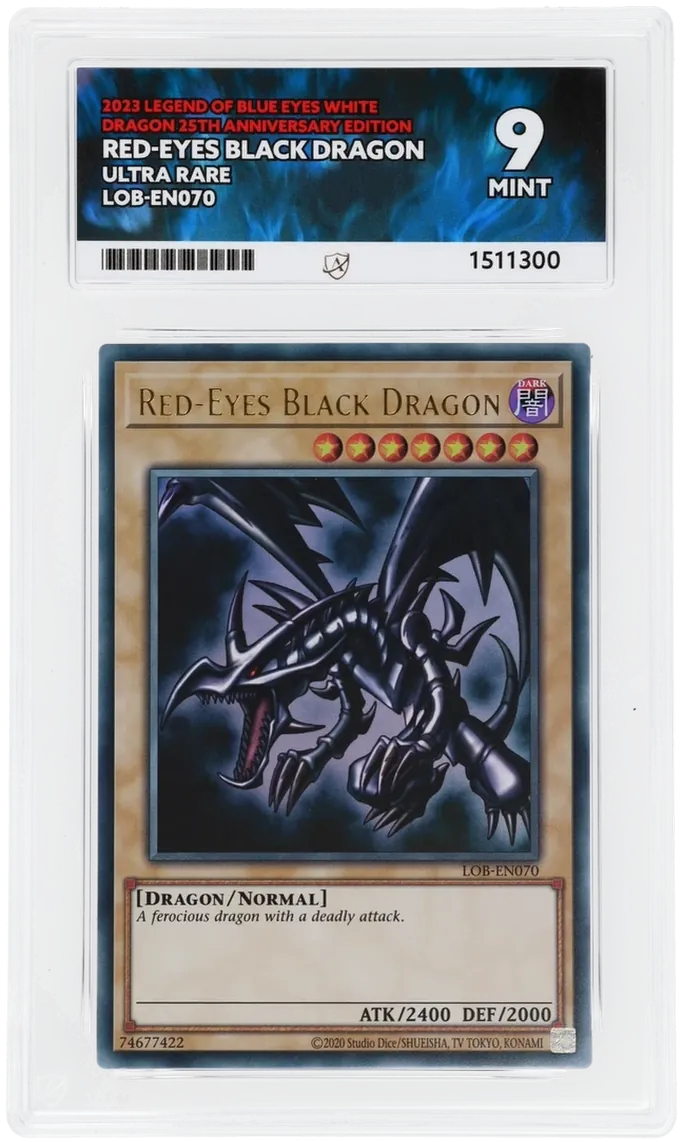 2023 LEGEND OF BLUE EYES WHITE
DRAGON 25TH ANNIVERSARY EDITION
RED-EYES BLACK DRAGON
ULTRA RARE
LOB-EN070
9
MINT
A
1511300
RED-EYES BLACK DRAGON
DARK
闇
LOB-EN070
[DRAGON/NORMAL]
A ferocious dragon with a deadly attack.
ATK/2400 DEF/2000
74677422
©2020 Studio Dice/SHUEISHA, TV TOKYO, KONAMI